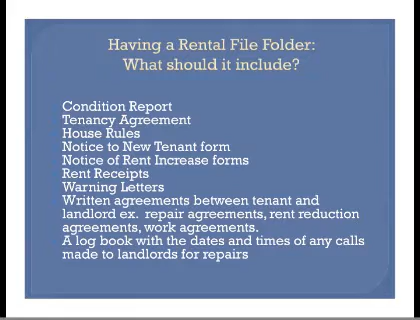 Having a Rental File Folder:
What should it include?
Condition Report
Tenancy Agreement
House Rules
Notice to New Tenant form
Notice of Rent Increase forms
Rent Receipts
Warning Letters
Written agreements between tenant and
landlord ex. repair agreements, rent reduction
agreements, work agreements.
A log book with the dates and times of any calls
made to landlords for repairs